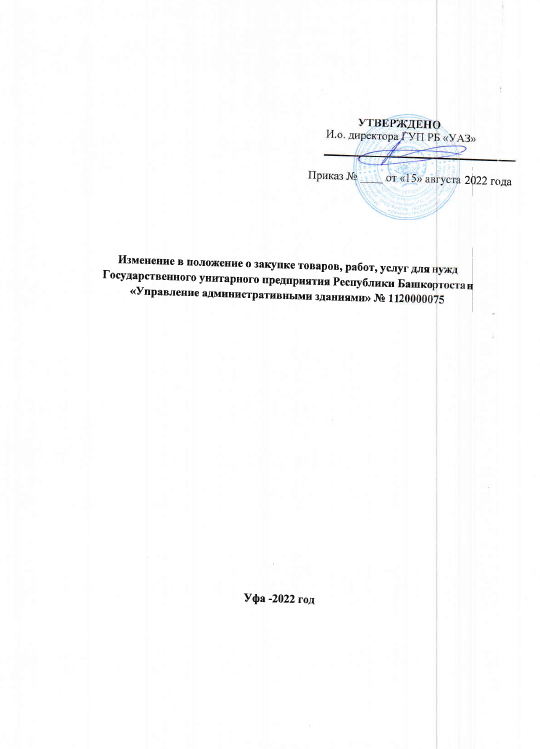 УТВЕРЖДЕНО
И.о. директора ГУП РБ «УАЗ»
Приказ № ____ от «15» августа 2022 года
Изменение в положение о закупке товаров, работ, услуг для нужд
Государственного унитарного предприятия Республики Башкортостан
«Управление административными зданиями» № 1120000075
Уфа -2022 год